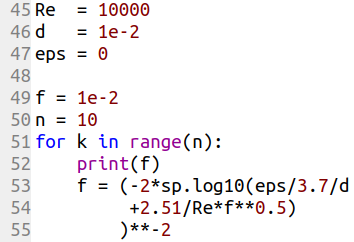 45 Re  = 10000
46 d   = 1e-2
47 eps = 0
48
49 f = 1e-2
50 n = 10
51 for k in range(n):
52     print(f)
53     f = (-2*sp.log10(eps/3.7/d
54         +2.51/Re*f**0.5)
55        )**-2